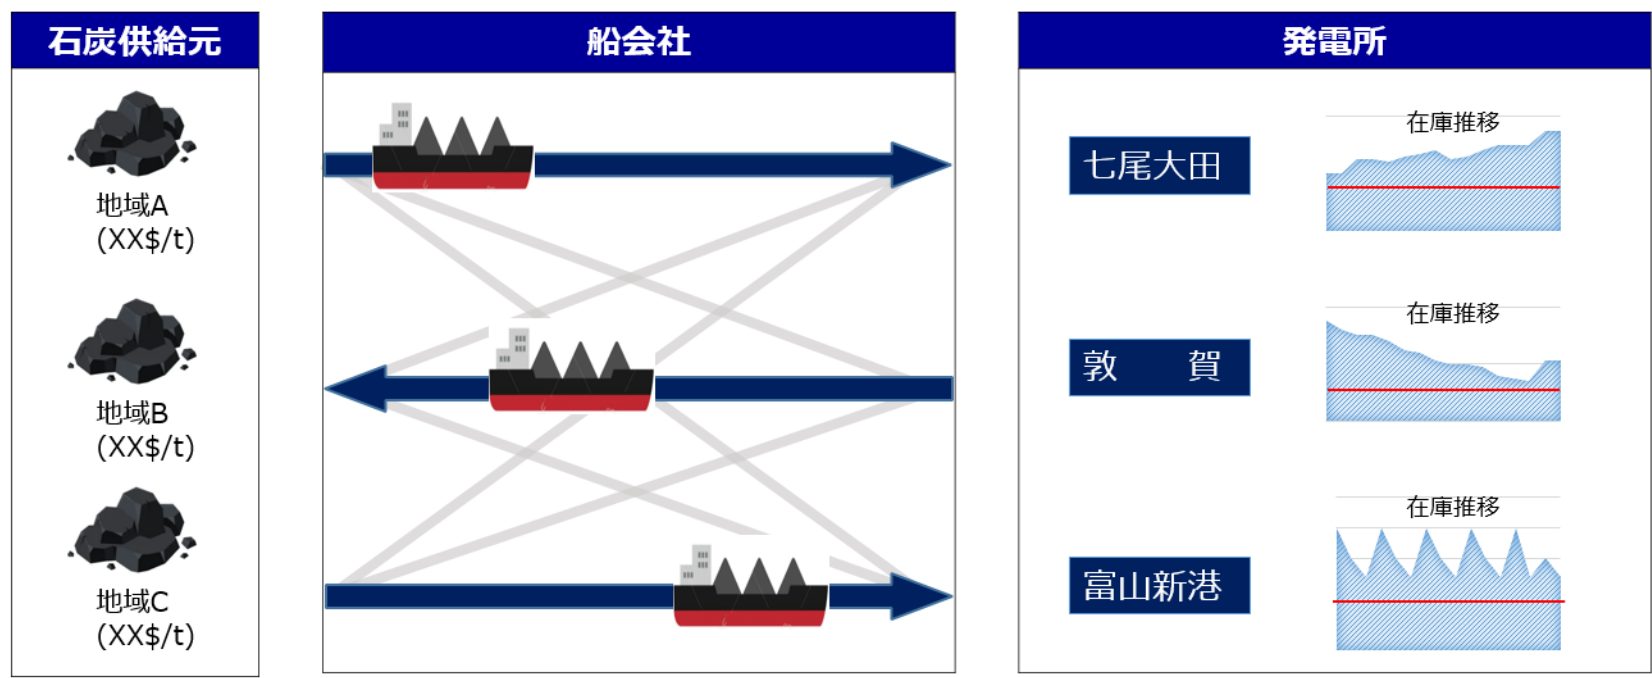 石炭供給元
地域A
(XX$/t)
地域B
(XX$/t)
地域C
(XX$/t)
船会社
発電所
七尾大田
在庫推移
敦　　賀
在庫推移
富山新港
在庫推移